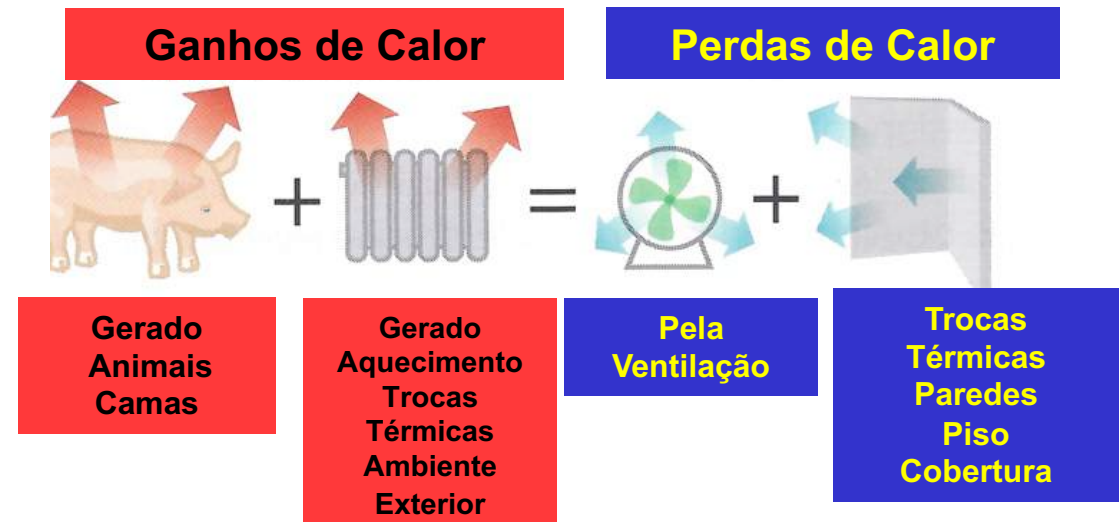 Ganhos de Calor
Perdas de Calor
+
=
+
Gerado
Animais
Camas
Gerado
Aquecimento
Trocas
Térmicas
Ambiente
Exterior
Pela
Ventilação
Trocas
Térmicas
Paredes
Piso
Cobertura